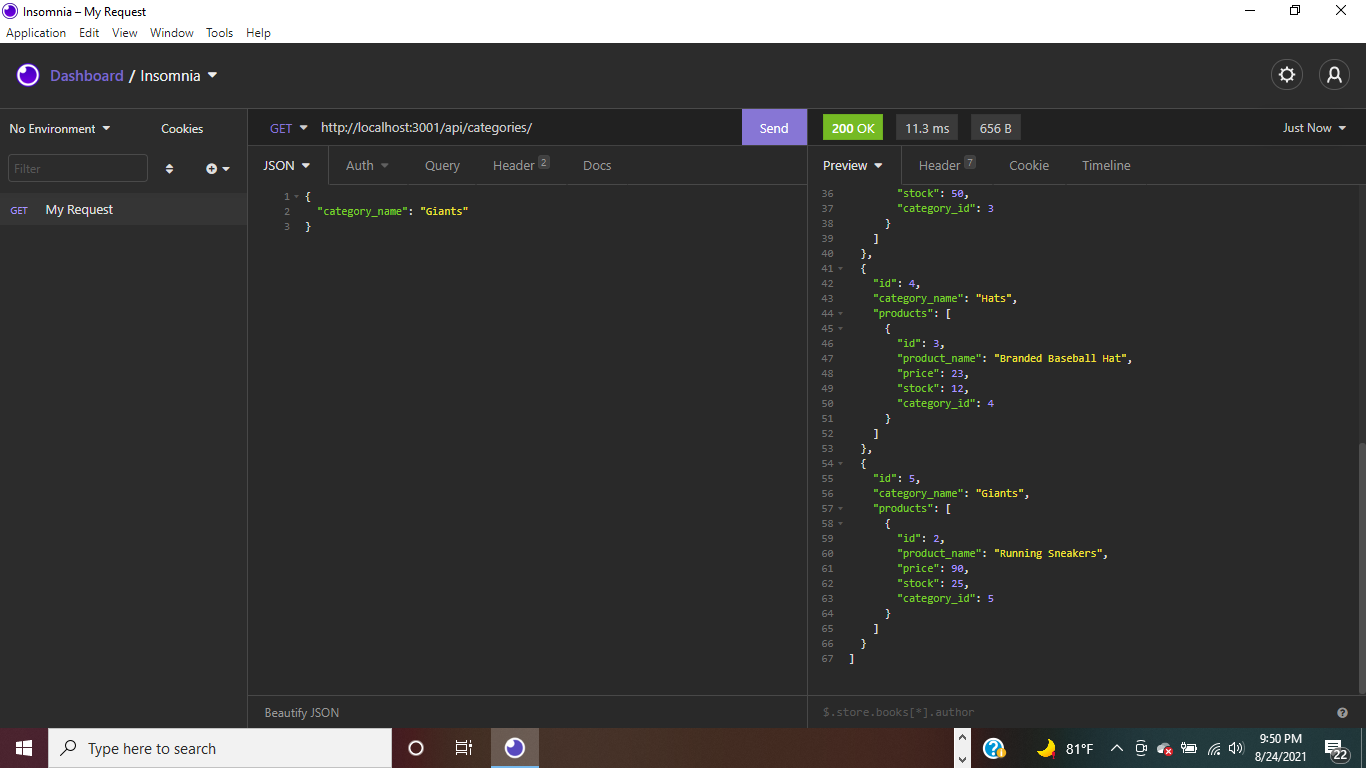 Insomnia – My Request
Application Edit View Window Tools Help
Dashboard / Insomnia
No Environment Cookies
Filter
GET My Request
GET http://localhost:3001/api/categories/ Send
JSON Auth Query Header 2 Docs
1 {
2 "category_name": "Giants"
3 }
Beautify JSON
200 OK 11.3 ms 656 B Just Now
Preview Header 7 Cookie Timeline
36 "stock": 50,
37 "category_id": 3
38 }
39 ]
40 },
41 {
42 "id": 4,
43 "category_name": "Hats",
44 "products": [
45 {
46 "id": 3,
47 "product_name": "Branded Baseball Hat",
48 "price": 23,
49 "stock": 12,
50 "category_id": 4
51 }
52 ]
53 },
54 {
55 "id": 5,
56 "category_name": "Giants",
57 "products": [
58 {
59 "id": 2,
60 "product_name": "Running Sneakers",
61 "price": 90,
62 "stock": 25,
63 "category_id": 5
64 }
65 ]
66 }
67 ]
$.store.books[*].author
Type here to search
81°F
9:50 PM
8/24/2021
22